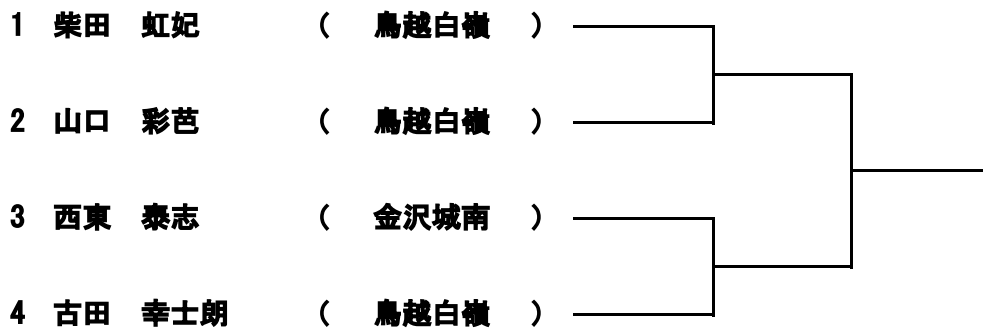 1 柴田 虹妃 ( 鳥越白嶺 )
2 山口 彩芭 ( 鳥越白嶺 )
3 西東 泰志 ( 金沢城南 )
4 古田 幸士朗 ( 鳥越白嶺 )